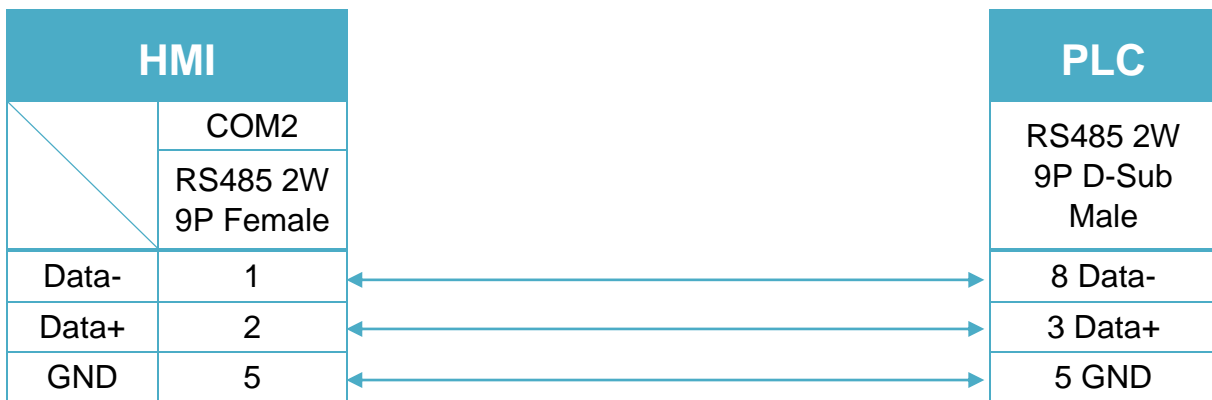 HMI
PLC
COM2
RS485 2W
9P Female
RS485 2W
9P D-Sub
Male
Data- 1 8 Data-
Data+ 2 3 Data+
GND 5 5 GND